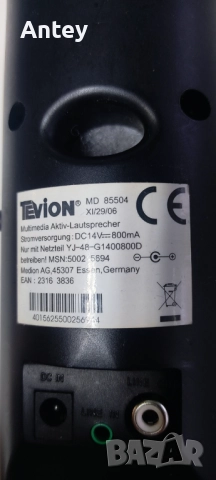 Antey
TEVION® MD 85504
XI/29/06
Multimedia Aktiv-Lautsprecher
Stromversorgung: DC14V⎓800mA
Nur mit Netzteil YJ-48-G1400800D
betreiben! MSN:5002 5694
Medion AG,45307 Essen,Germany
EAN : 2316 3836
CE
DC IN
BAZAR